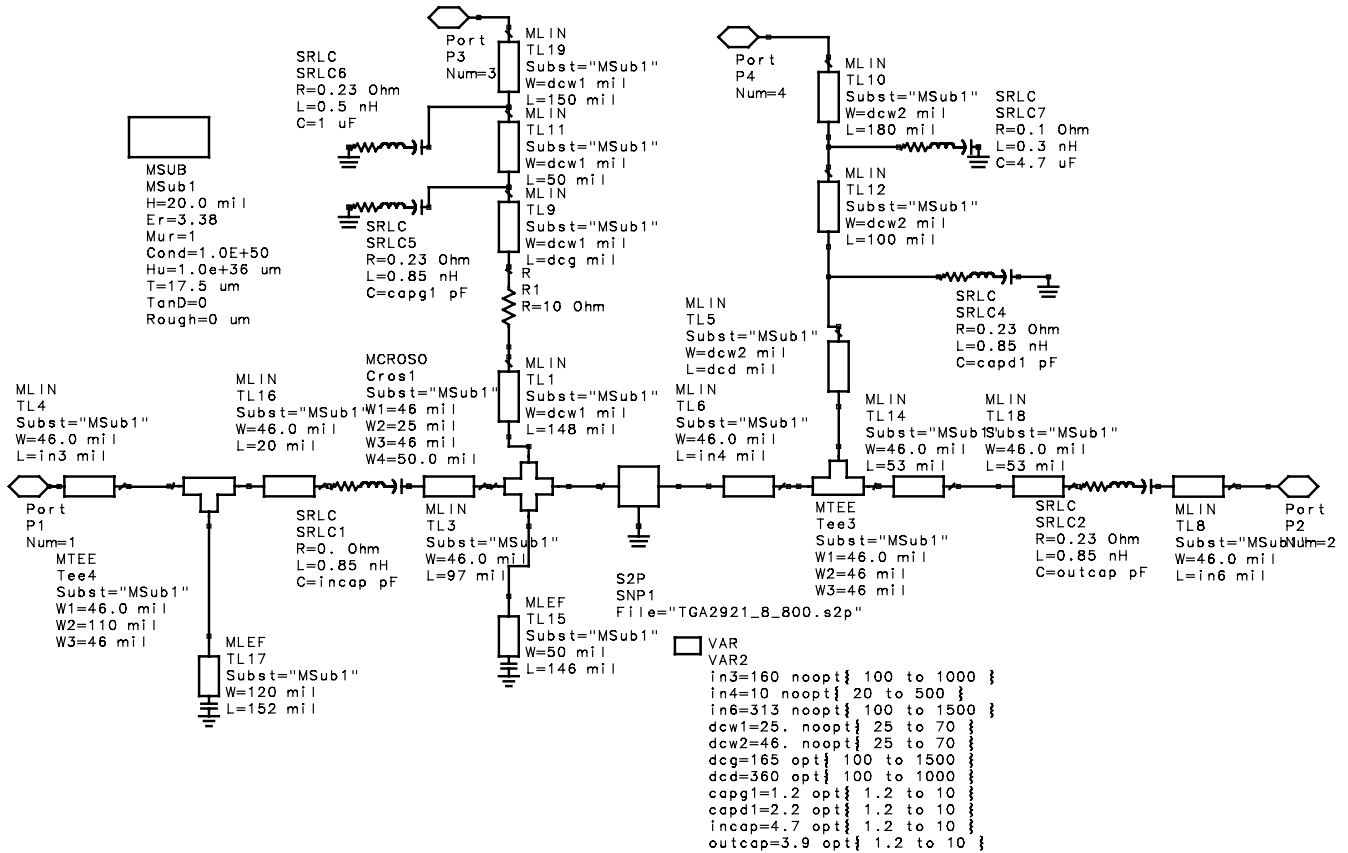 Port
P3
Num=3
MLIN
TL19
Subst="MSub1"
W=dcw1 mil
L=150 mil
SRLC
SRLC6
R=0.23 Ohm
L=0.5 nH
C=1 uF
MLIN
TL11
Subst="MSub1"
W=dcw1 mil
L=50 mil
SRLC
SRLC5
R=0.23 Ohm
L=0.85 nH
C=capg1 pF
MLIN
TL9
Subst="MSub1"
W=dcw1 mil
L=dcg mil
R
R1
R=10 Ohm
MLIN
TL1
Subst="MSub1"
W=dcw1 mil
L=148 mil
Port
P4
Num=4
MLIN
TL10
Subst="MSub1"
W=dcw2 mil
L=180 mil
SRLC
SRLC7
R=0.1 Ohm
L=0.3 nH
C=4.7 uF
MLIN
TL12
Subst="MSub1"
W=dcw2 mil
L=100 mil
SRLC
SRLC4
R=0.23 Ohm
L=0.85 nH
C=capd1 pF
MLIN
TL5
Subst="MSub1"
W=dcw2 mil
L=dcd mil
MSUB
MSub1
H=20.0 mil
Er=3.38
Mur=1
Cond=1.0E+50
Hu=1.0e+36 um
T=17.5 um
TanD=0
Rough=0 um
MLIN
TL4
Subst="MSub1"
W=46.0 mil
L=in3 mil
MLIN
TL16
Subst="MSub1"
W=46.0 mil
L=20 mil
MCROSO
Cros1
Subst="MSub1"
W1=46 mil
W2=25 mil
W3=46 mil
W4=50.0 mil
MLIN
TL6
Subst="MSub1"
W=46.0 mil
L=in4 mil
MLIN
TL14
Subst="MSub1"
W=46.0 mil
L=53 mil
MLIN
TL18
Subst="MSub1"
W=46.0 mil
L=53 mil
Port
P1
Num=1
MTEE
Tee4
Subst="MSub1"
W1=46.0 mil
W2=110 mil
W3=46 mil
MLEF
TL17
Subst="MSub1"
W=120 mil
L=152 mil
SRLC
SRLC1
R=0. Ohm
L=0.85 nH
C=incap pF
MLIN
TL3
Subst="MSub1"
W=46.0 mil
L=97 mil
MLEF
TL15
Subst="MSub1"
W=50 mil
L=146 mil
S2P
SNP1
File="TGA2921_8_800.s2p"
MTEE
Tee3
Subst="MSub1"
W1=46.0 mil
W2=46 mil
W3=46 mil
SRLC
SRLC2
R=0.23 Ohm
L=0.85 nH
C=outcap pF
MLIN
TL8
Subst="MSub1"
W=46.0 mil
L=in6 mil
Port
P2
Num=2
VAR
VAR2
in3=160 noopt{ 100 to 1000 }
in4=10 noopt{ 20 to 500 }
in6=313 noopt{ 100 to 1500 }
dcw1=25. noopt{ 25 to 70 }
dcw2=46. noopt{ 25 to 70 }
dcg=165 opt{ 100 to 1500 }
dcd=360 opt{ 100 to 1000 }
capg1=1.2 opt{ 1.2 to 10 }
capd1=2.2 opt{ 1.2 to 10 }
incap=4.7 opt{ 1.2 to 10 }
outcap=3.9 opt{ 1.2 to 10 }